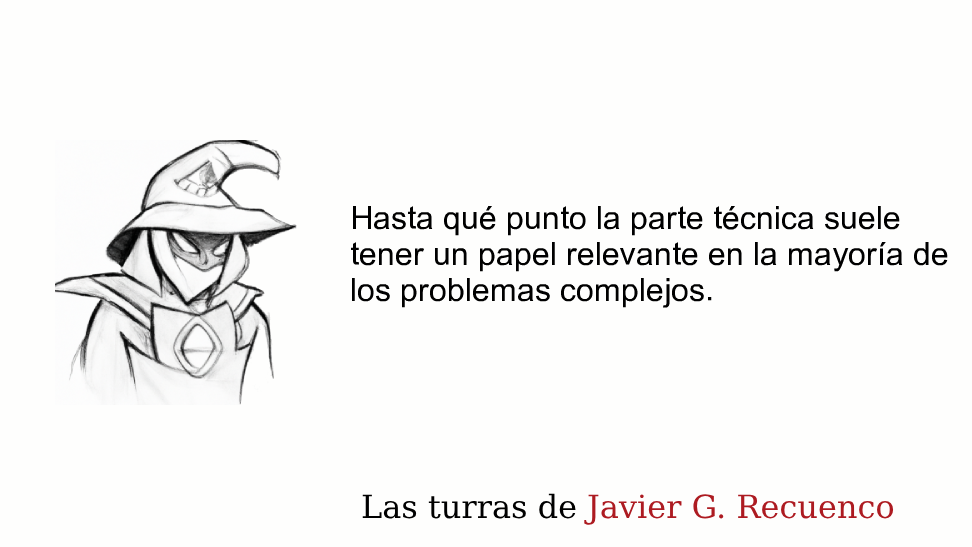 Hasta qué punto la parte técnica suele
tener un papel relevante en la mayoría de
los problemas complejos.
Las turras de Javier G. Recuenco